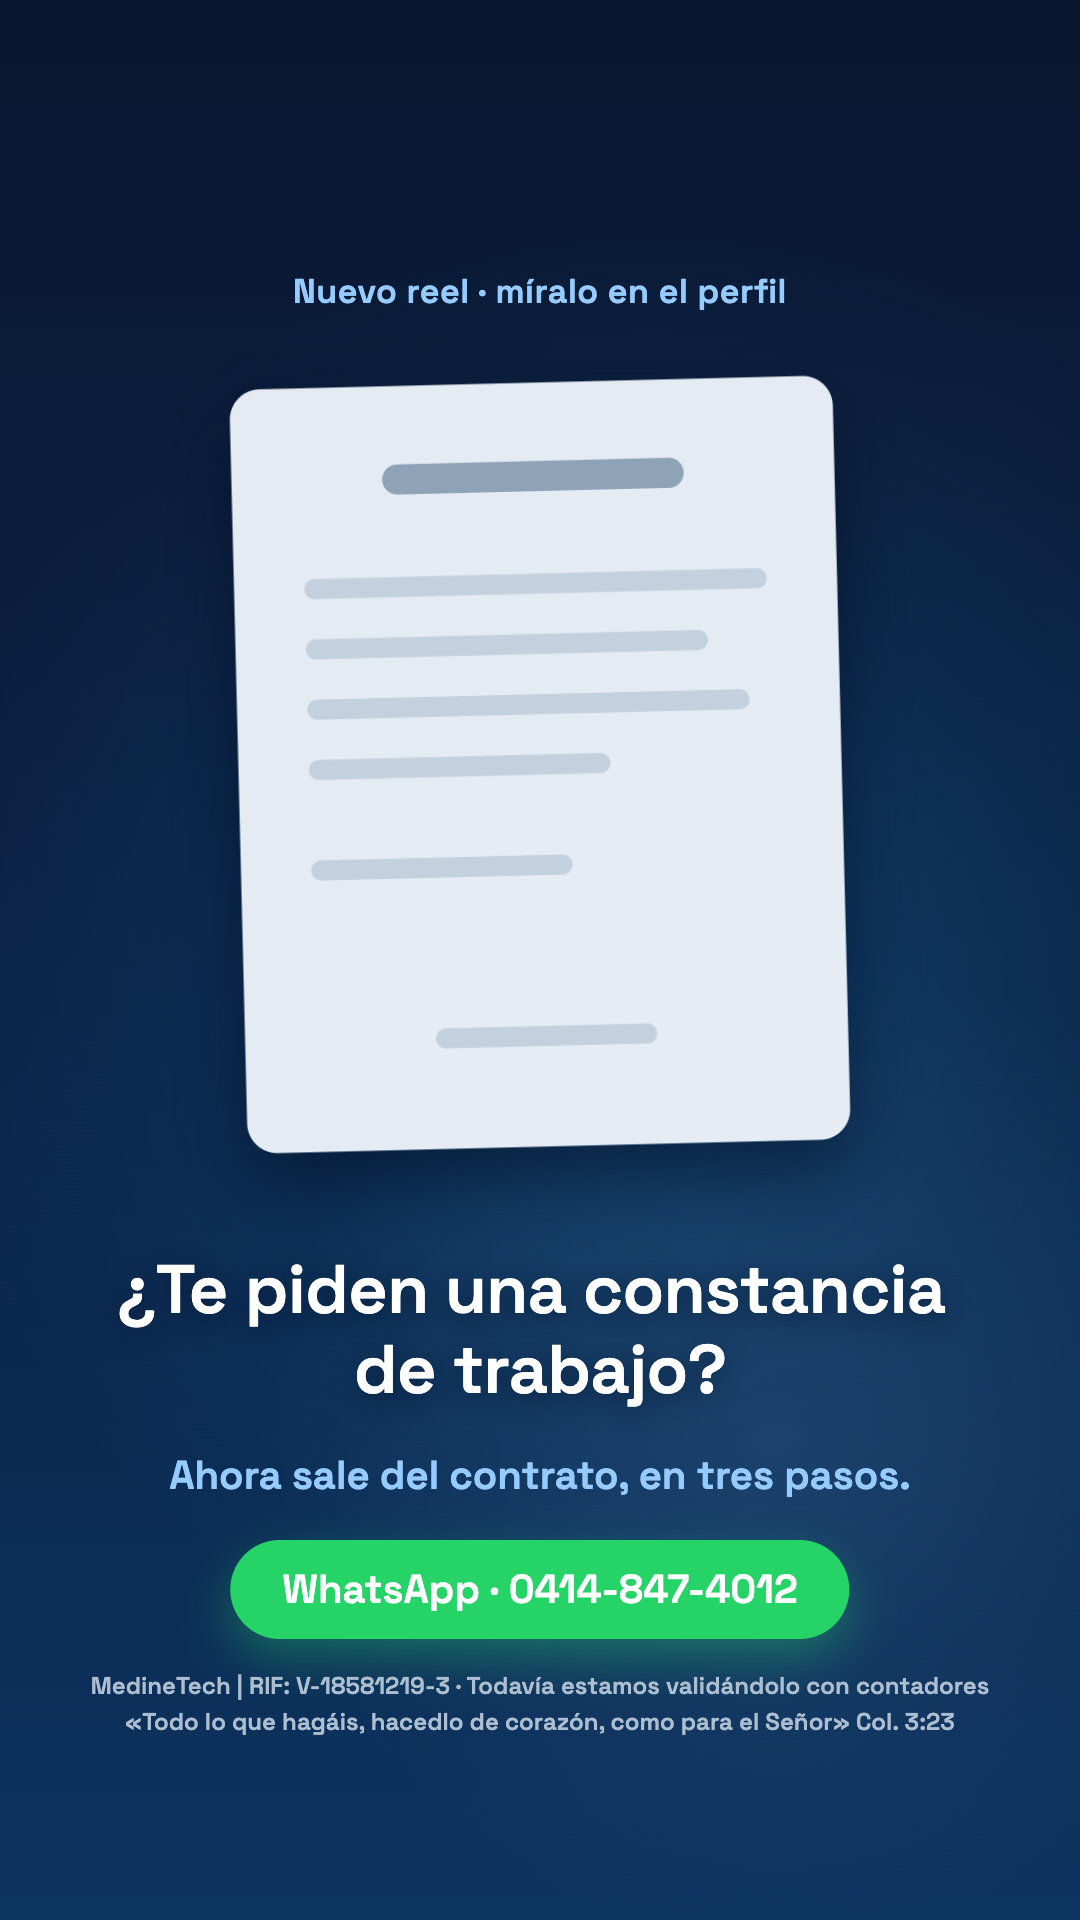 Nuevo reel · míralo en el perfil
¿Te piden una constancia
de trabajo?
Ahora sale del contrato, en tres pasos.
WhatsApp · 0414-847-4012
MedineTech | RIF: V-18581219-3 · Todavía estamos validándolo con contadores
«Todo lo que hagáis, hacedlo de corazón, como para el Señor» Col. 3:23